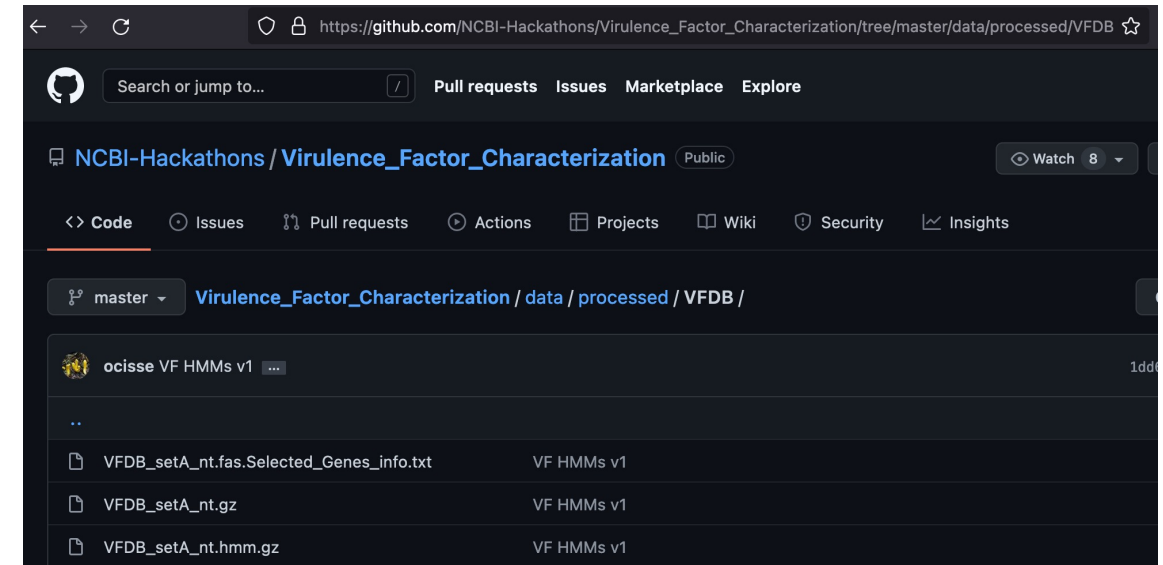 https://github.com/NCBI-Hackathons/Virulence_Factor_Characterization/tree/master/data/processed/VFDB
Search or jump to... / Pull requests Issues Marketplace Explore
NCBI-Hackathons / Virulence_Factor_Characterization Public Watch 8
<> Code Issues Pull requests Actions Projects Wiki Security Insights
master Virulence_Factor_Characterization / data / processed / VFDB /
ocisse VF HMMs v1 ...
..
VFDB_setA_nt.fas.Selected_Genes_info.txt VF HMMs v1
VFDB_setA_nt.gz VF HMMs v1
VFDB_setA_nt.hmm.gz VF HMMs v1